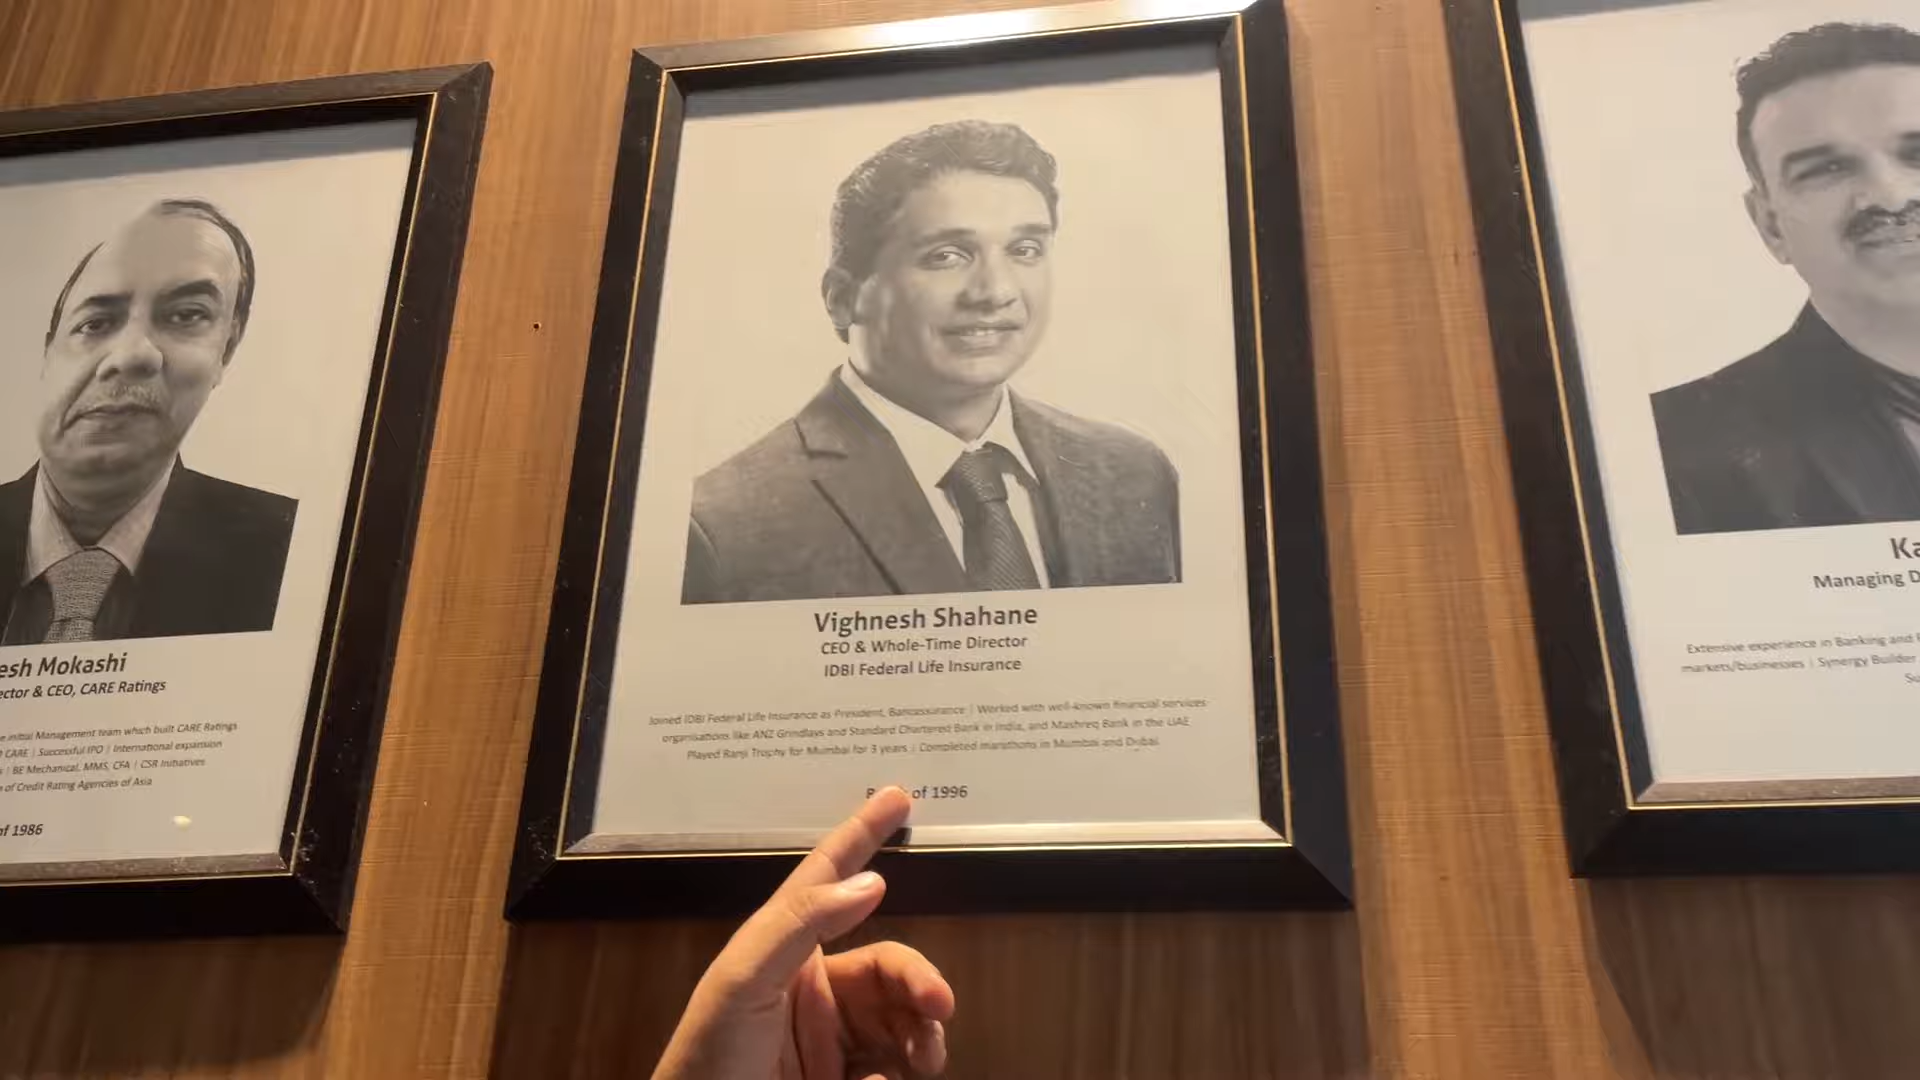 esh Mokashi
ector & CEO, CARE Ratings
e initial Management team which built CARE Ratings
CARE | Successful IPO | International expansion
| BE Mechanical, MMS, CFA | CSR Initiatives
of Credit Rating Agencies of Asia
of 1986
Vighnesh Shahane
CEO & Whole-Time Director
IDBI Federal Life Insurance
Joined IDBI Federal Life Insurance as President, Bancassurance | Worked with well-known financial services
organisations like ANZ Grindlays and Standard Chartered Bank in India, and Mashreq Bank in the UAE
Played Ranji Trophy for Mumbai for 3 years | Completed marathons in Mumbai and Dubai
of 1996
Ka
Managing D
Extensive experience in Banking and
markets/businesses | Synergy Builder
Su